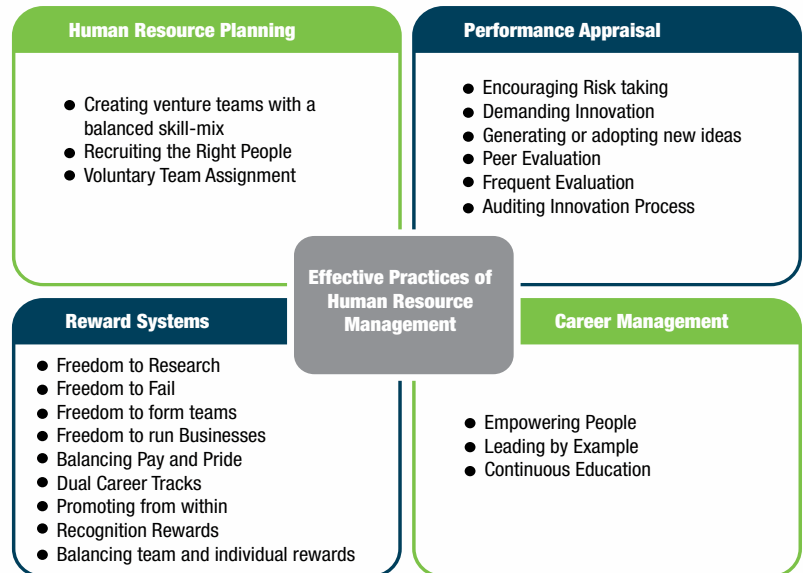 Human Resource Planning
● Creating venture teams with a
balanced skill-mix
● Recruiting the Right People
● Voluntary Team Assignment
Performance Appraisal
● Encouraging Risk taking
● Demanding Innovation
● Generating or adopting new ideas
● Peer Evaluation
● Frequent Evaluation
● Auditing Innovation Process
Effective Practices of
Human Resource
Management
Reward Systems
● Freedom to Research
● Freedom to Fail
● Freedom to form teams
● Freedom to run Businesses
● Balancing Pay and Pride
● Dual Career Tracks
● Promoting from within
● Recognition Rewards
● Balancing team and individual rewards
Career Management
● Empowering People
● Leading by Example
● Continuous Education